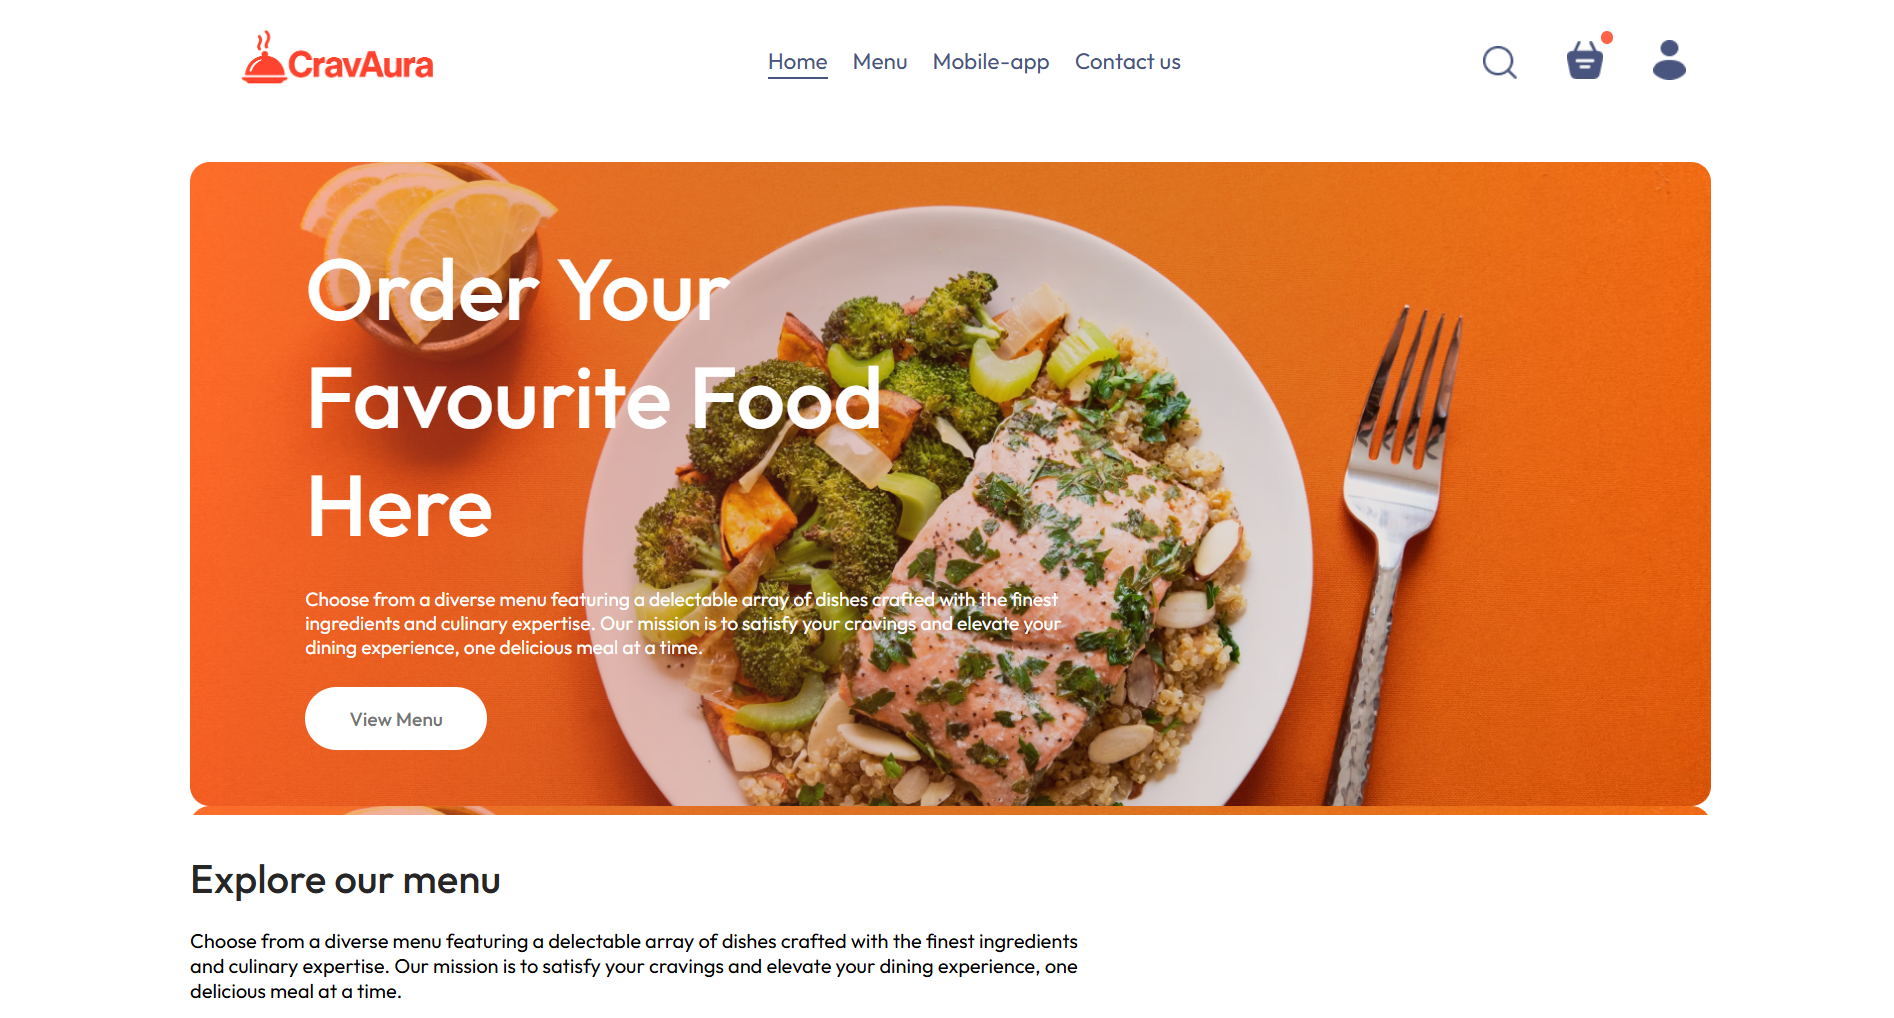 CravAura
Home Menu Mobile-app Contact us
Order Your
Favourite Food
Here
Choose from a diverse menu featuring a delectable array of dishes crafted with the finest
ingredients and culinary expertise. Our mission is to satisfy your cravings and elevate your
dining experience, one delicious meal at a time.
View Menu
Explore our menu
Choose from a diverse menu featuring a delectable array of dishes crafted with the finest ingredients
and culinary expertise. Our mission is to satisfy your cravings and elevate your dining experience, one
delicious meal at a time.